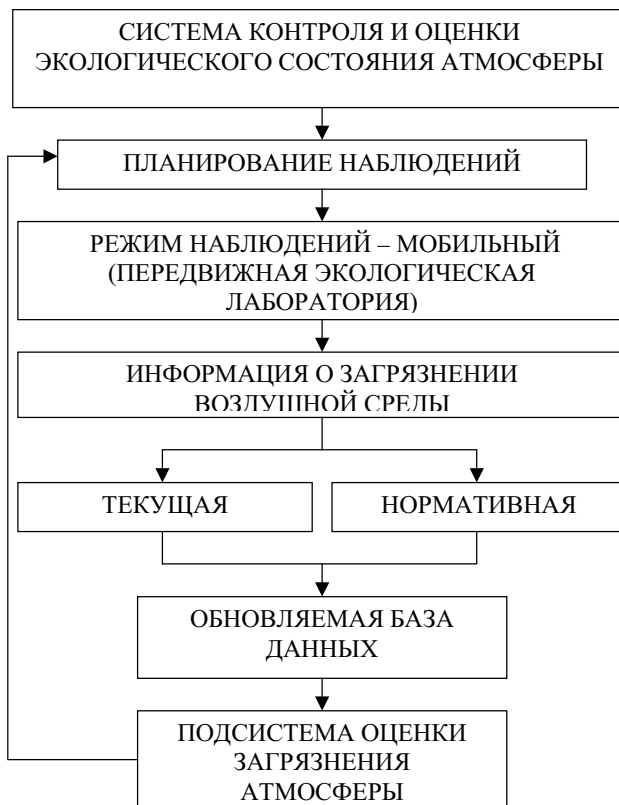 СИСТЕМА КОНТРОЛЯ И ОЦЕНКИ
ЭКОЛОГИЧЕСКОГО СОСТОЯНИЯ АТМОСФЕРЫ
ПЛАНИРОВАНИЕ НАБЛЮДЕНИЙ
РЕЖИМ НАБЛЮДЕНИЙ – МОБИЛЬНЫЙ
(ПЕРЕДВИЖНАЯ ЭКОЛОГИЧЕСКАЯ
ЛАБОРАТОРИЯ)
ИНФОРМАЦИЯ О ЗАГРЯЗНЕНИИ
ВОЗДУШНОЙ СРЕДЫ
ТЕКУЩАЯ
НОРМАТИВНАЯ
ОБНОВЛЯЕМАЯ БАЗА
ДАННЫХ
ПОДСИСТЕМА ОЦЕНКИ
ЗАГРЯЗНЕНИЯ
АТМОСФЕРЫ